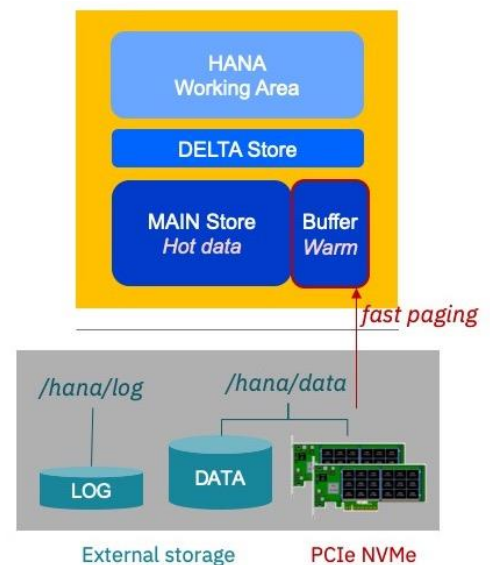 HANA
Working Area
DELTA Store
MAIN Store
Hot data
Buffer
Warm
fast paging
/hana/log
/hana/data
LOG
DATA
External storage
PCIe NVMe